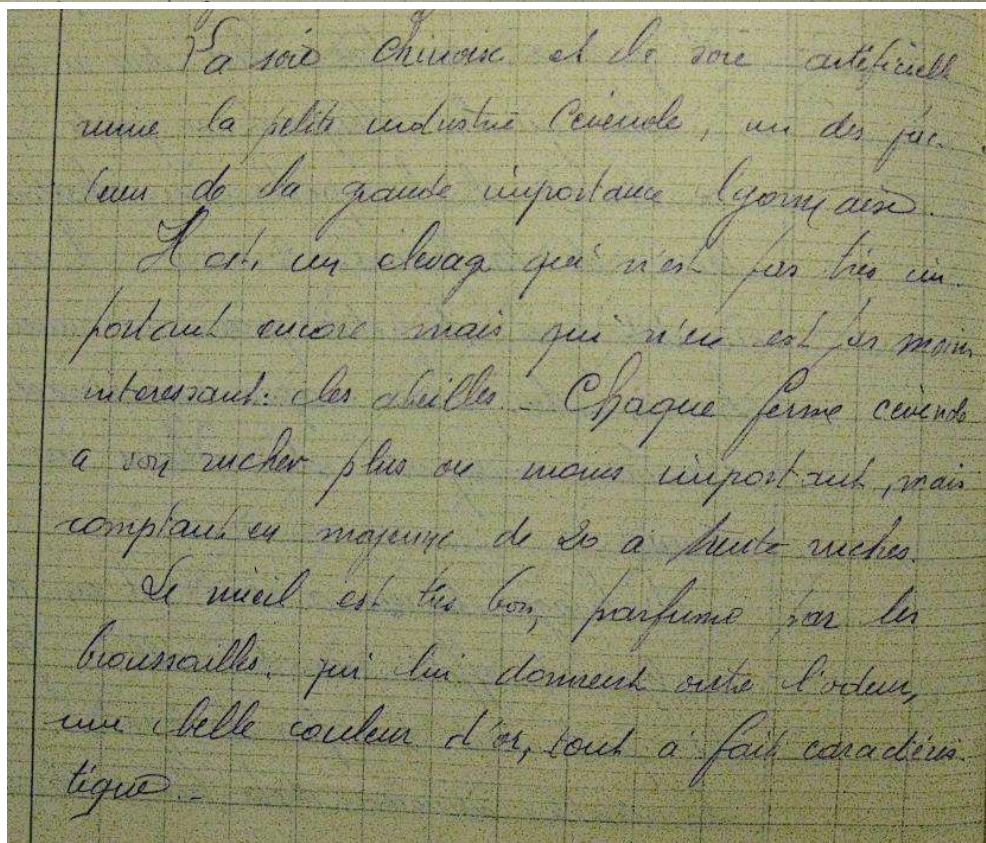 La soie Chinoise et la soie artificielle
ruine la petite industrie Cévenole, un des fac-
teurs de la grande importance lyonnaise.
Il est un élevage qui n'est pas très im-
portant encore mais qui n'en est pas moins
intéressant: les abeilles - Chaque ferme cévenole
a son rucher plus ou moins important, mais
comptant en moyenne de 20 à trente ruches.
Le miel est très bon, parfumé par les
broussailles. qui lui donnent outre l'odeur,
une belle couleur d'or, tout à fait caractéris-
tique.-